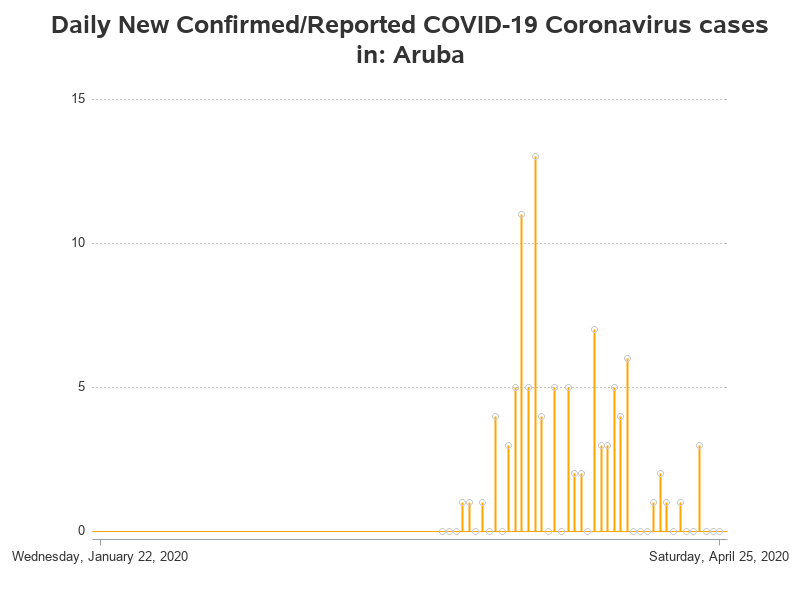 Daily New Confirmed/Reported COVID-19 Coronavirus cases
in: Aruba
15
10
5
0
Wednesday, January 22, 2020
Saturday, April 25, 2020